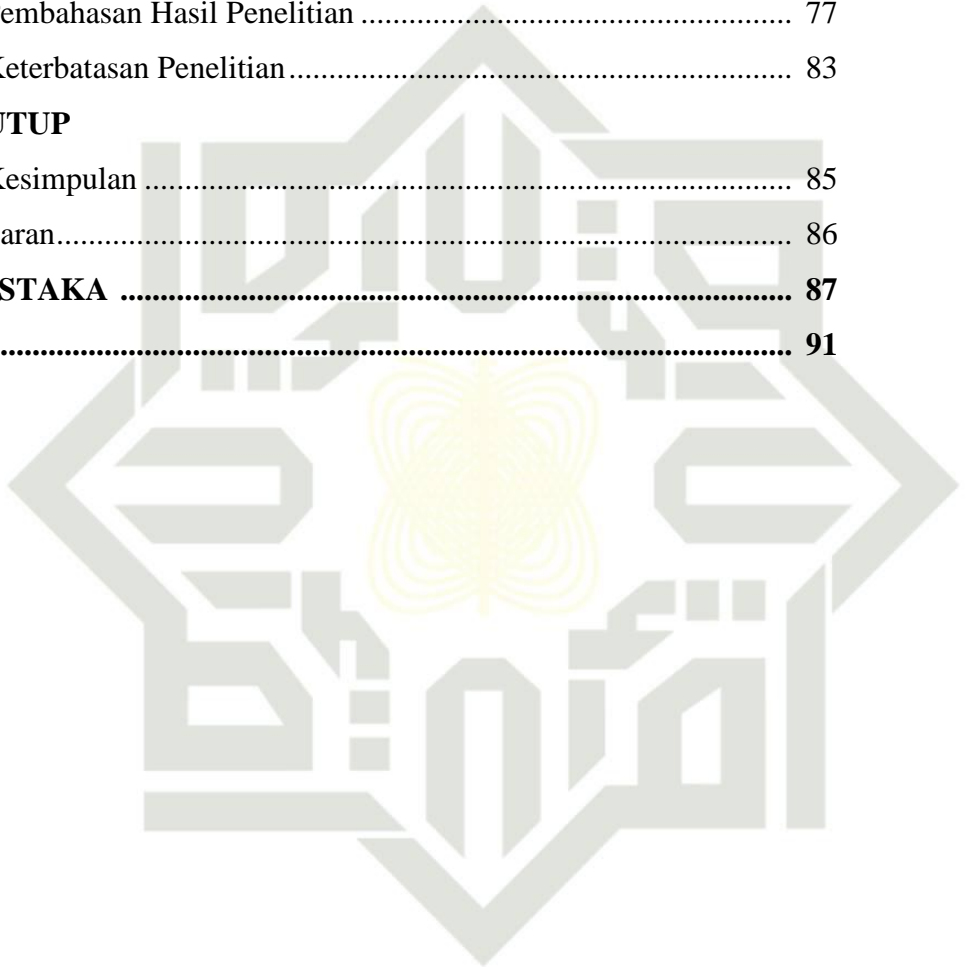 Pembahasan Hasil Penelitian ........................................................ 77
Keterbatasan Penelitian ................................................................. 83
UTUP
Kesimpulan .................................................................................... 85
aran ................................................................................................ 86
STAKA ........................................................................................ 87
........................................................................................................ 91